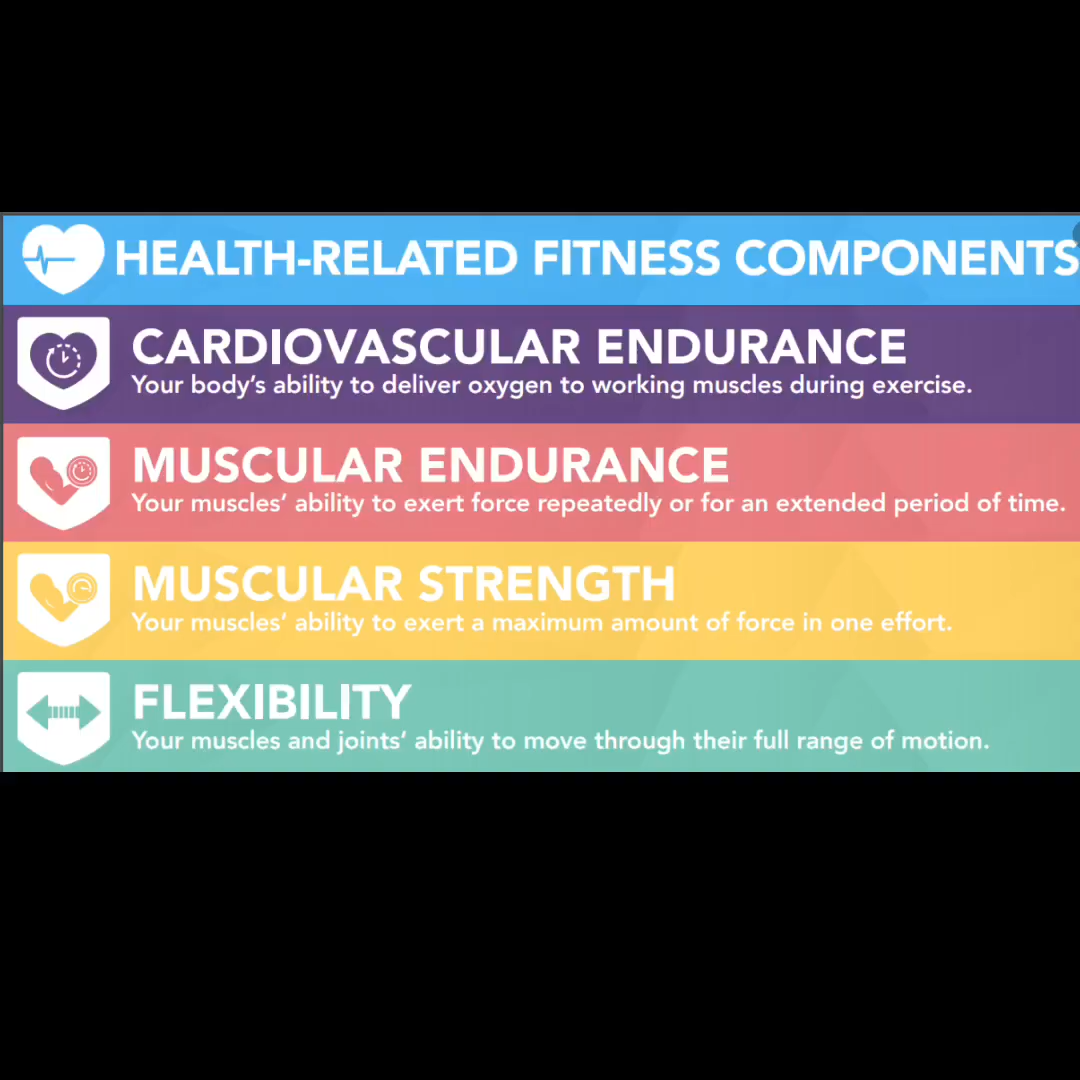 HEALTH-RELATED FITNESS COMPONENTS
CARDIOVASCULAR ENDURANCE
Your body's ability to deliver oxygen to working muscles during exercise.
MUSCULAR ENDURANCE
Your muscles' ability to exert force repeatedly or for an extended period of time.
MUSCULAR STRENGTH
Your muscles' ability to exert a maximum amount of force in one effort.
FLEXIBILITY
Your muscles and joints' ability to move through their full range of motion.